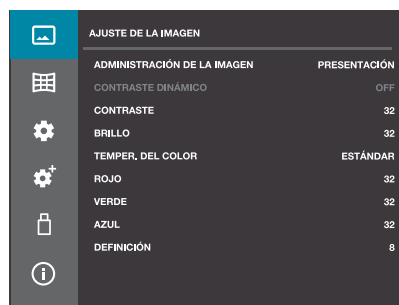 AJUSTE DE LA IMAGEN
ADMINISTRACIÓN DE LA IMAGEN PRESENTACIÓN
CONTRASTE DINÁMICO OFF
CONTRASTE 32
BRILLO 32
TEMPER. DEL COLOR ESTÁNDAR
ROJO 32
VERDE 32
AZUL 32
DEFINICIÓN 8